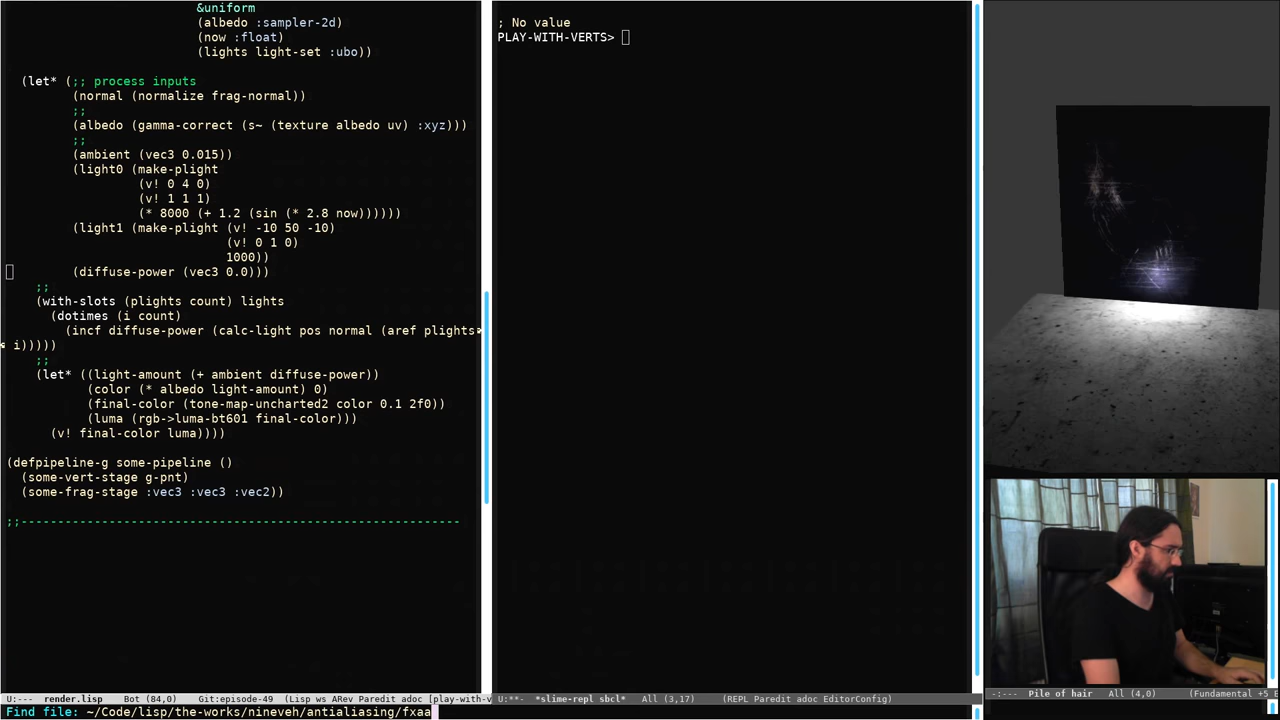 &uniform
(albedo :sampler-2d)
(now :float)
(lights light-set :ubo))
(let* (;; process inputs
(normal (normalize frag-normal))
;;
(albedo (gamma-correct (s~ (texture albedo uv) :xyz)))
;;
(ambient (vec3 0.015))
(light0 (make-plight
(v! 0 4 0)
(v! 1 1 1)
(* 8000 (+ 1.2 (sin (* 2.8 now))))))
(light1 (make-plight (v! -10 50 -10)
(v! 0 1 0)
1000))
(diffuse-power (vec3 0.0)))
;;
(with-slots (plights count) lights
(dotimes (i count)
(incf diffuse-power (calc-light pos normal (aref plights
i)))))
;;
(let* ((light-amount (+ ambient diffuse-power))
(color (* albedo light-amount) 0)
(final-color (tone-map-uncharted2 color 0.1 2f0))
(luma (rgb->luma-bt601 final-color)))
(v! final-color luma))))
(defpipeline-g some-pipeline ()
(some-vert-stage g-pnt)
(some-frag-stage :vec3 :vec3 :vec2))
;;------------------------------------------------------------
U:--- render.lisp Bot (84,0) Git:episode-49 (Lisp ws ARev Paredit adoc [play-with-v
Find file: ~/Code/lisp/the-works/nineveh/antialiasing/fxaa
; No value
PLAY-WITH-VERTS>
U:**- *slime-repl sbcl* All (3,17) (REPL Paredit adoc EditorConfig)
-:--- Pile of hair All (4,0) (Fundamental +5 E